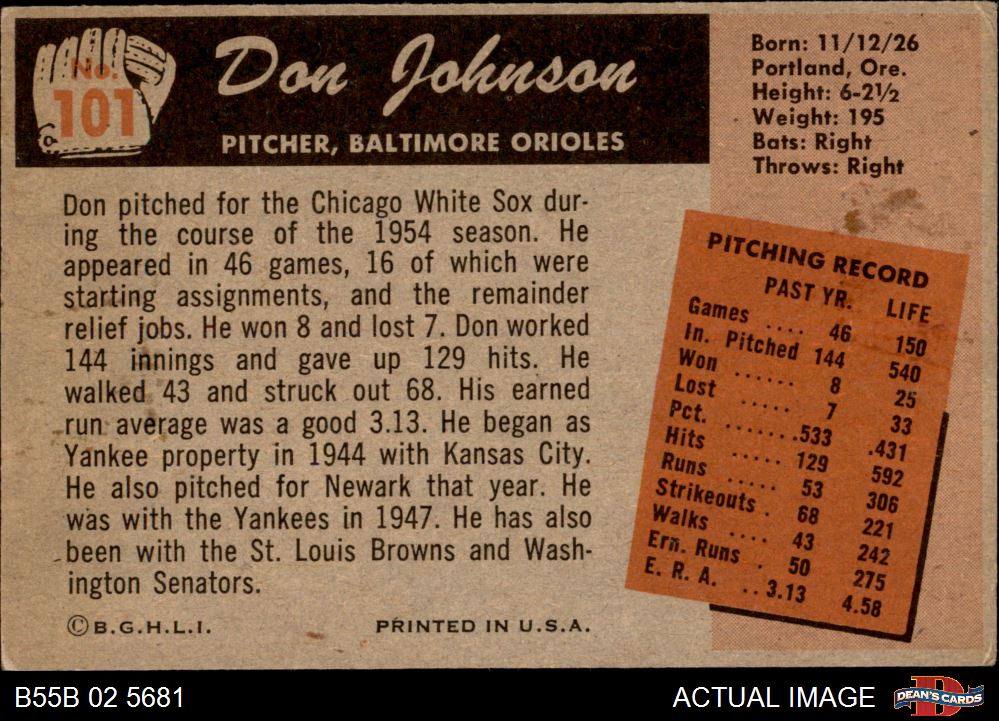 No.
101
Don Johnson
PITCHER, BALTIMORE ORIOLES
Born: 11/12/26
Portland, Ore.
Height: 6-2½
Weight: 195
Bats: Right
Throws: Right
Don pitched for the Chicago White Sox dur-
ing the course of the 1954 season. He
appeared in 46 games, 16 of which were
starting assignments, and the remainder
relief jobs. He won 8 and lost 7. Don worked
144 innings and gave up 129 hits. He
walked 43 and struck out 68. His earned
run average was a good 3.13. He began as
Yankee property in 1944 with Kansas City.
He also pitched for Newark that year. He
was with the Yankees in 1947. He has also
been with the St. Louis Browns and Wash-
ington Senators.
©B.G.H.L.I. PRINTED IN U.S.A.
PITCHING RECORD
PAST YR. LIFE
Games .... 46 150
In. Pitched 144 540
Won ...... 8 25
Lost ..... 7 33
Pct. .......533 .431
Hits ..... 129 592
Runs ..... 53 306
Strikeouts . 68 221
Walks .... 43 242
Ern. Runs . 50 275
E. R. A. .. 3.13 4.58
B55B 02 5681 ACTUAL IMAGE D DEAN'S CARDS